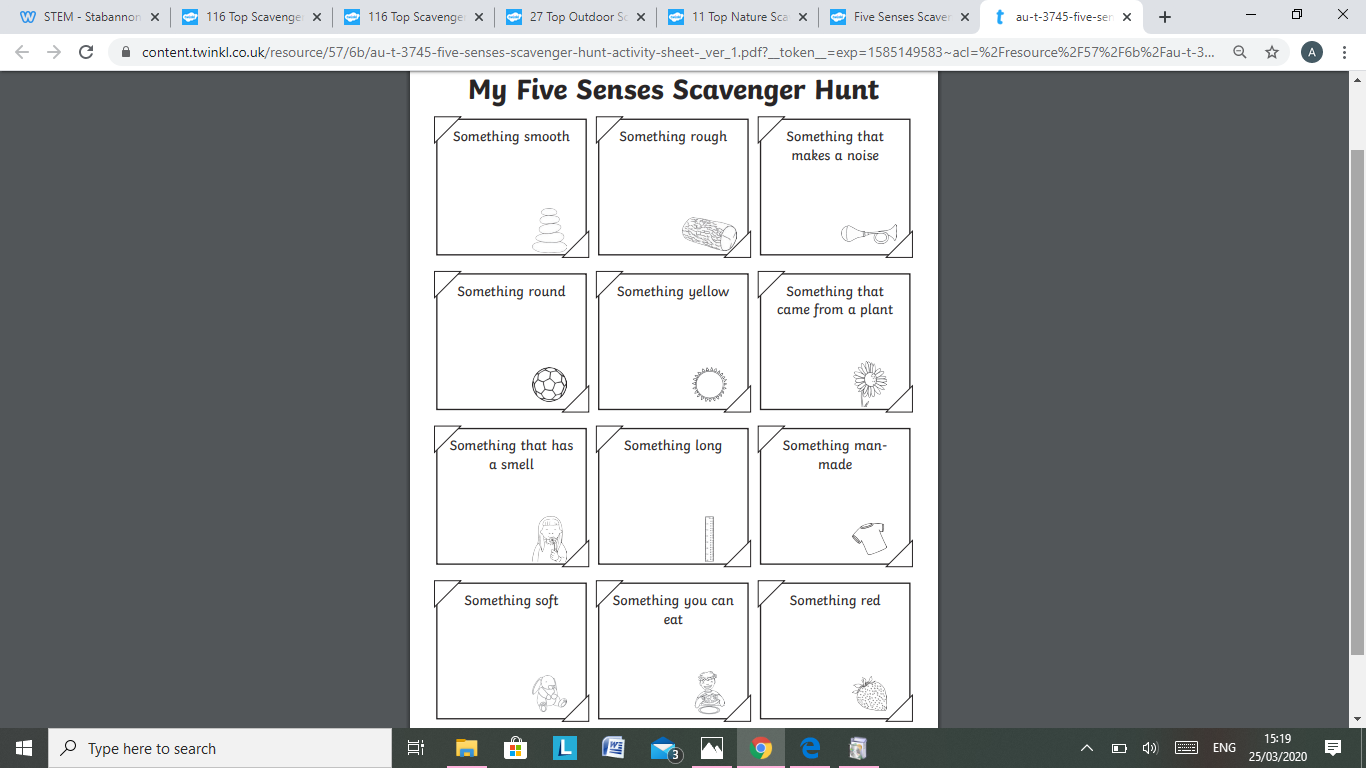 STEM - Stabannon
116 Top Scavenge
116 Top Scavenger
27 Top Outdoor Sc
11 Top Nature Sca
Five Senses Scaver
au-t-3745-five-sen
content.twinkl.co.uk/resource/57/6b/au-t-3745-five-senses-scavenger-hunt-activity-sheet-_ver_1.pdf?__token__=exp=1585149583~acl=%2Fresource%2F57%2F6b%2Fau-t-3...
A
My Five Senses Scavenger Hunt
Something smooth
Something rough
Something that
makes a noise
Something round
Something yellow
Something that
came from a plant
Something that has
a smell
Something long
Something man-
made
Something soft
Something you can
eat
Something red
Type here to search
L
W
3
ENG
15:19
25/03/2020